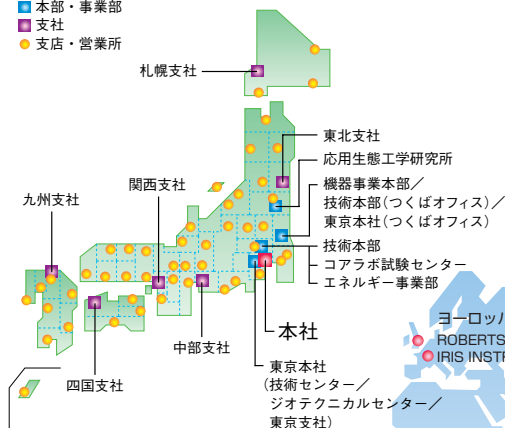 本部・事業部
支社
支店・営業所
札幌支社
東北支社
応用生態工学研究所
機器事業本部／
技術本部(つくばオフィス)／
東京本社(つくばオフィス)
技術本部
コアラボ試験センター
エネルギー事業部
九州支社
関西支社
本社
中部支社
四国支社
東京本社
(技術センター／
ジオテクニカルセンター／
東京支社)
ヨーロッパ
ROBERTS
IRIS INSTR